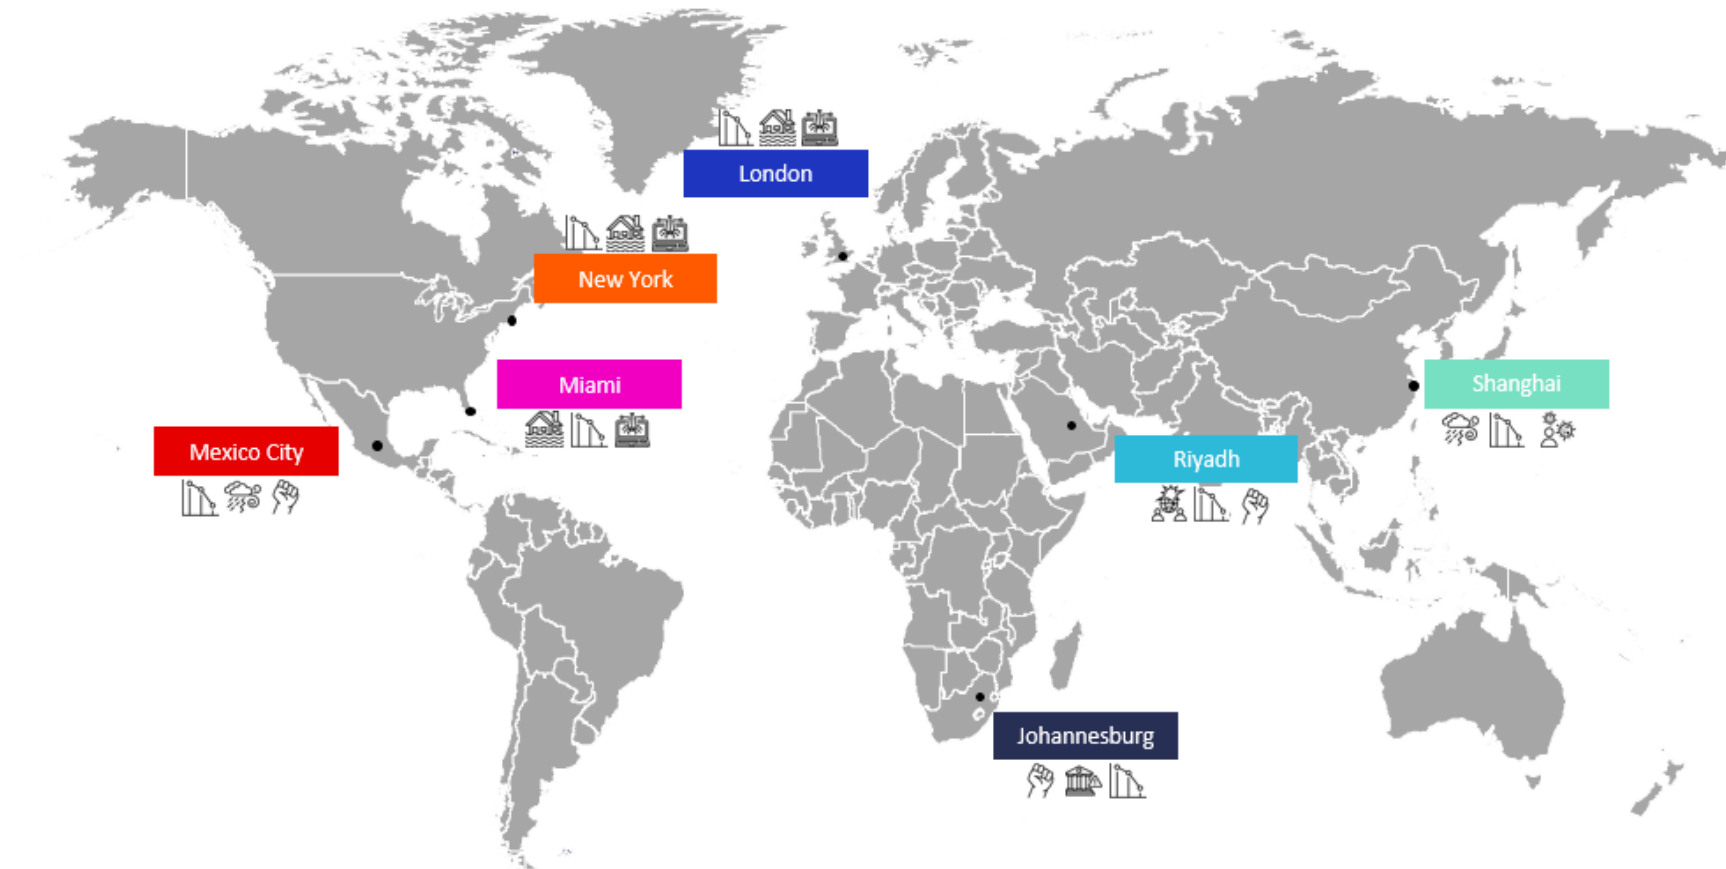 London
New York
Miami
Shanghai
Mexico City
Riyadh
Johannesburg